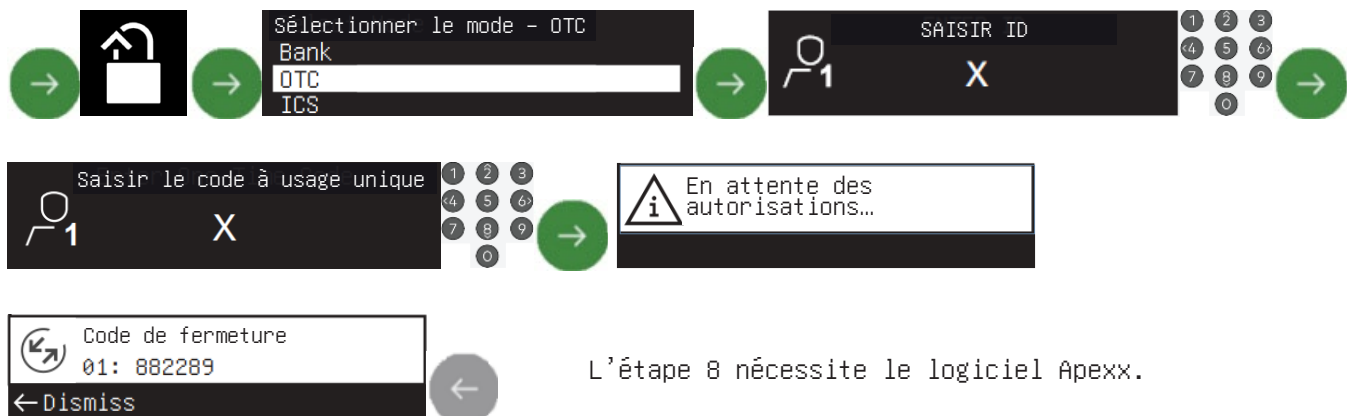 Sélectionner le mode – OTC
Bank
OTC
ICS
SAISIR ID
1
X
1 2 3
<4 5 6>
7 8 9
0
Saisir le code à usage unique
1
X
1 2 3
<4 5 6>
7 8 9
0
En attente des
autorisations…
Code de fermeture
01: 882289
←Dismiss
L'étape 8 nécessite le logiciel Apexx.